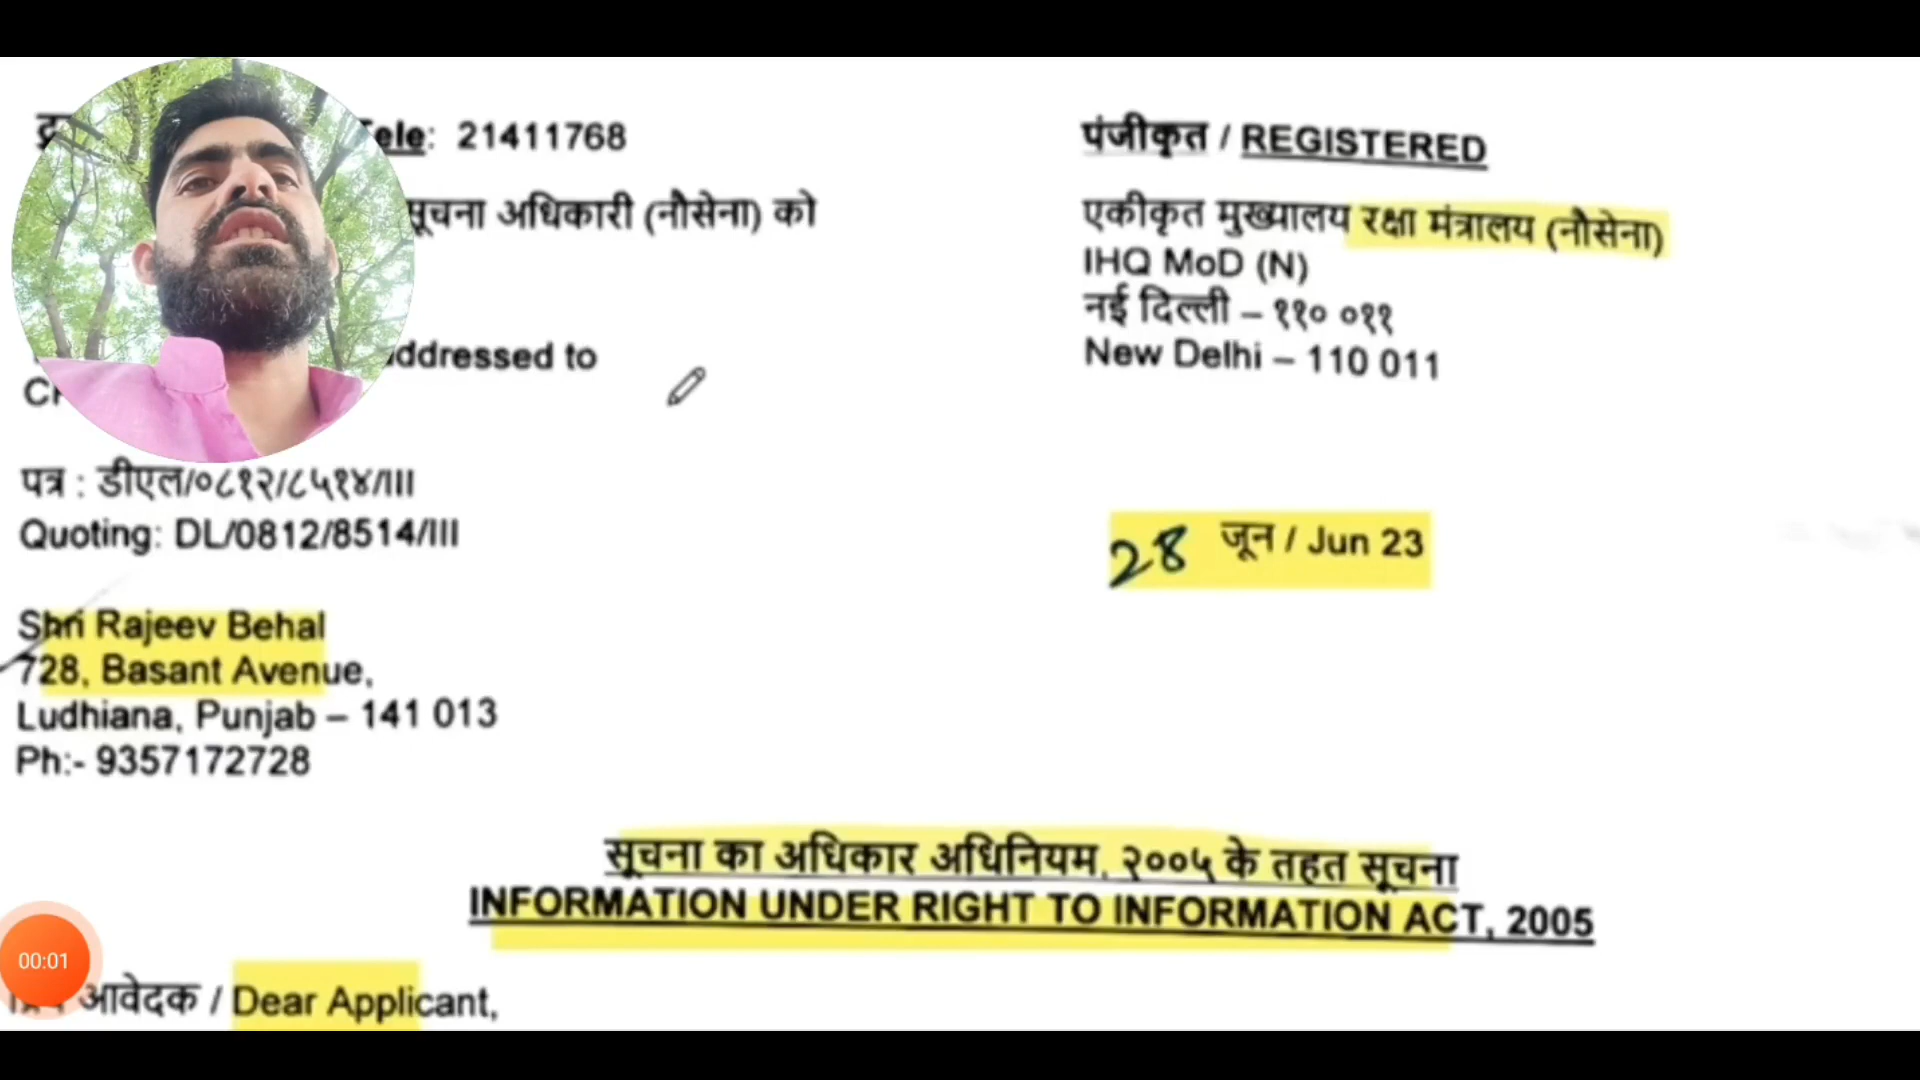 Tele: 21411768
पंजीकृत / REGISTERED
सूचना अधिकारी (नौसेना) को
एकीकृत मुख्यालय रक्षा मंत्रालय (नौसेना)
IHQ MoD (N)
नई दिल्ली – ११० ०११
addressed to
New Delhi – 110 011
पत्र : डीएल/०८१२/८५१४/III
Quoting: DL/0812/8514/III
28 जून / Jun 23
Shri Rajeev Behal
728, Basant Avenue,
Ludhiana, Punjab – 141 013
Ph:- 9357172728
सूचना का अधिकार अधिनियम, २००५ के तहत सूचना
INFORMATION UNDER RIGHT TO INFORMATION ACT, 2005
00:01
आवेदक / Dear Applicant,